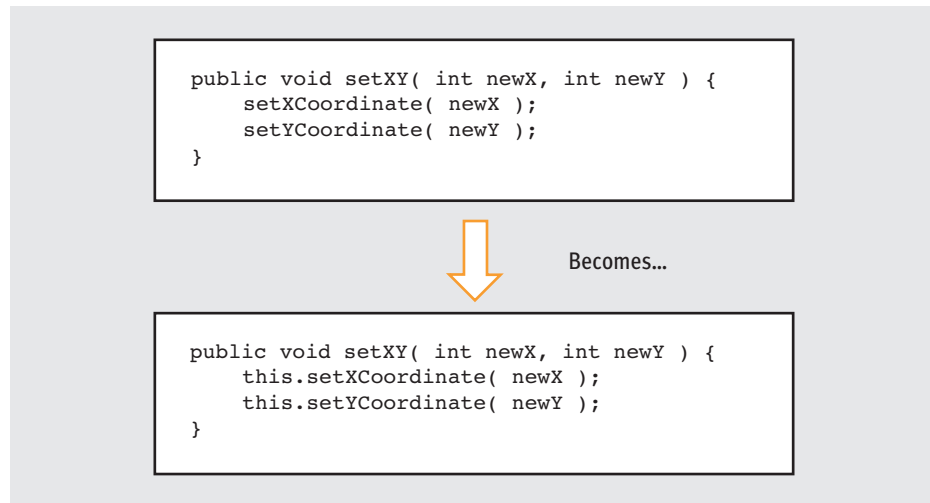 public void setXY( int newX, int newY ) {
    setXCoordinate( newX );
    setYCoordinate( newY );
}
Becomes...
public void setXY( int newX, int newY ) {
    this.setXCoordinate( newX );
    this.setYCoordinate( newY );
}